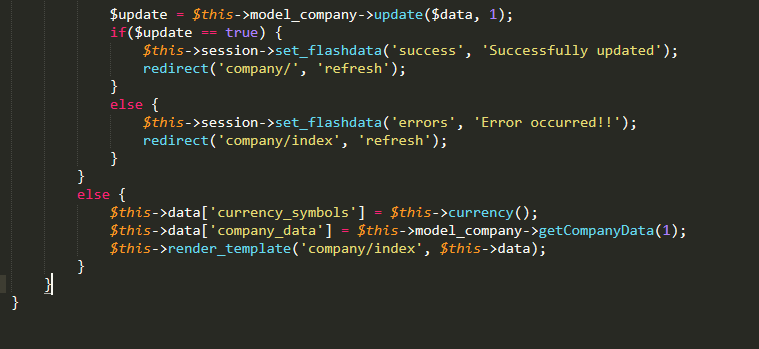 $update = $this->model_company->update($data, 1);
if($update == true) {
$this->session->set_flashdata('success', 'Successfully updated');
redirect('company/', 'refresh');
}
else {
$this->session->set_flashdata('errors', 'Error occurred!!');
redirect('company/index', 'refresh');
}
}
else {
$this->data['currency_symbols'] = $this->currency();
$this->data['company_data'] = $this->model_company->getCompanyData(1);
$this->render_template('company/index', $this->data);
}
}
}